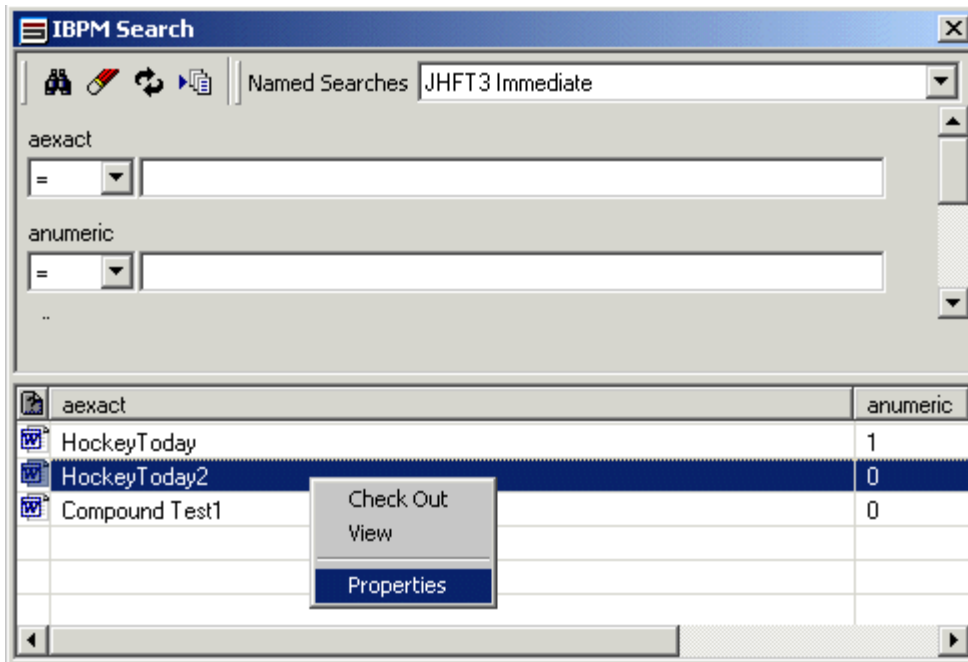 IBPM Search
Named Searches JHFT3 Immediate
aexact
=
anumeric
=
..
aexact anumeric
HockeyToday 1
HockeyToday2 0
Compound Test1 0
Check Out
View
Properties